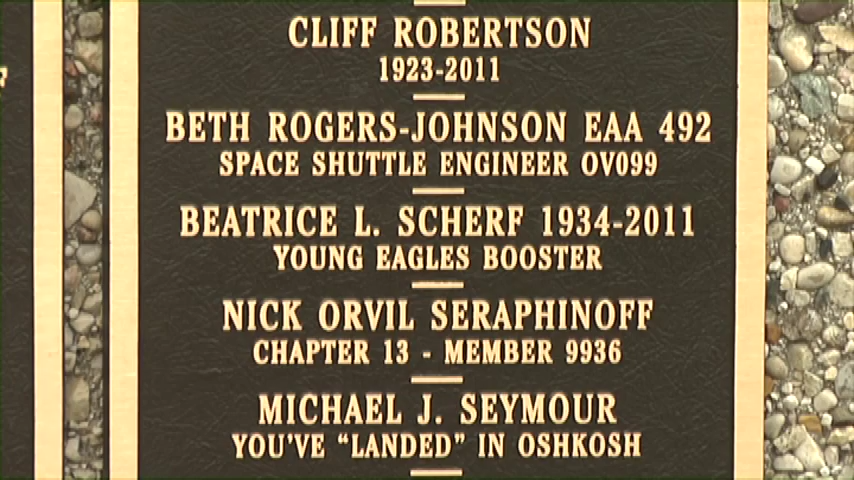 CLIFF ROBERTSON
1923-2011
BETH ROGERS-JOHNSON EAA 492
SPACE SHUTTLE ENGINEER OV099
BEATRICE L. SCHERF 1934-2011
YOUNG EAGLES BOOSTER
NICK ORVIL SERAPHINOFF
CHAPTER 13 - MEMBER 9936
MICHAEL J. SEYMOUR
YOU'VE “LANDED” IN OSHKOSH